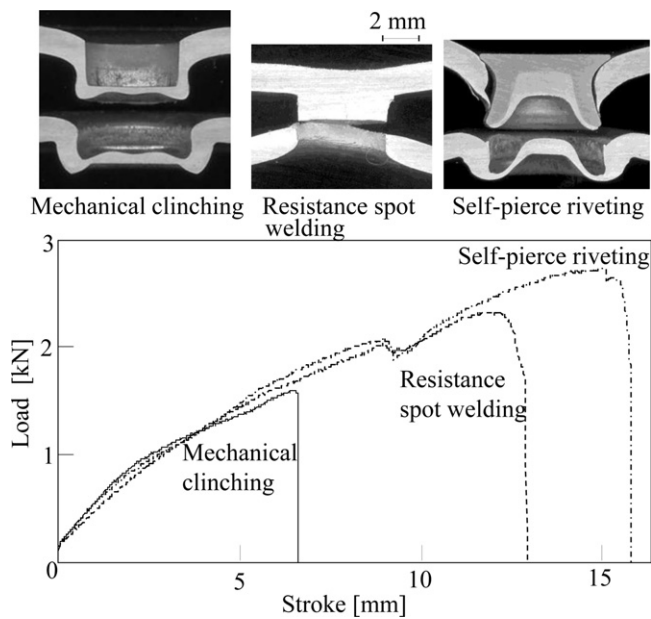 2 mm
Mechanical clinching
Resistance spot
welding
Self-pierce riveting
3
2
1
0
Load [kN]
Self-pierce riveting
Resistance
spot welding
Mechanical
clinching
0
5
10
15
Stroke [mm]